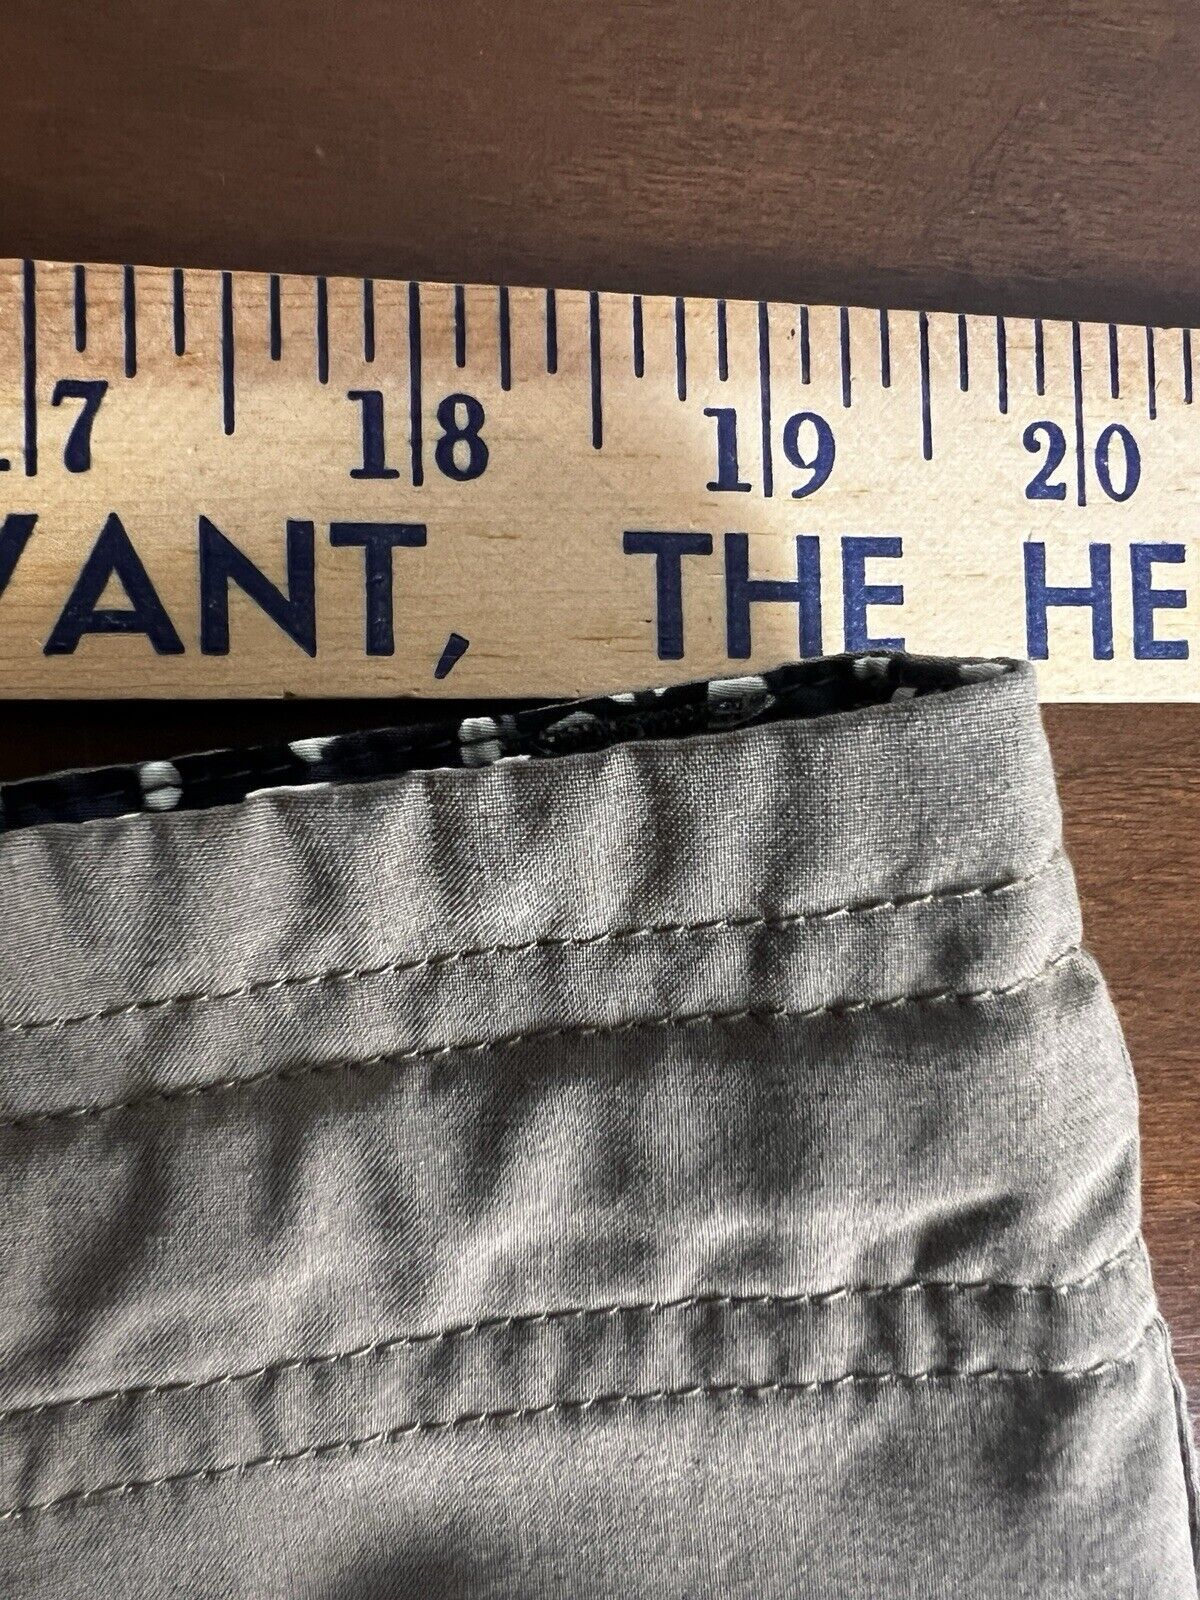 17 18 19 20
VANT, THE HE